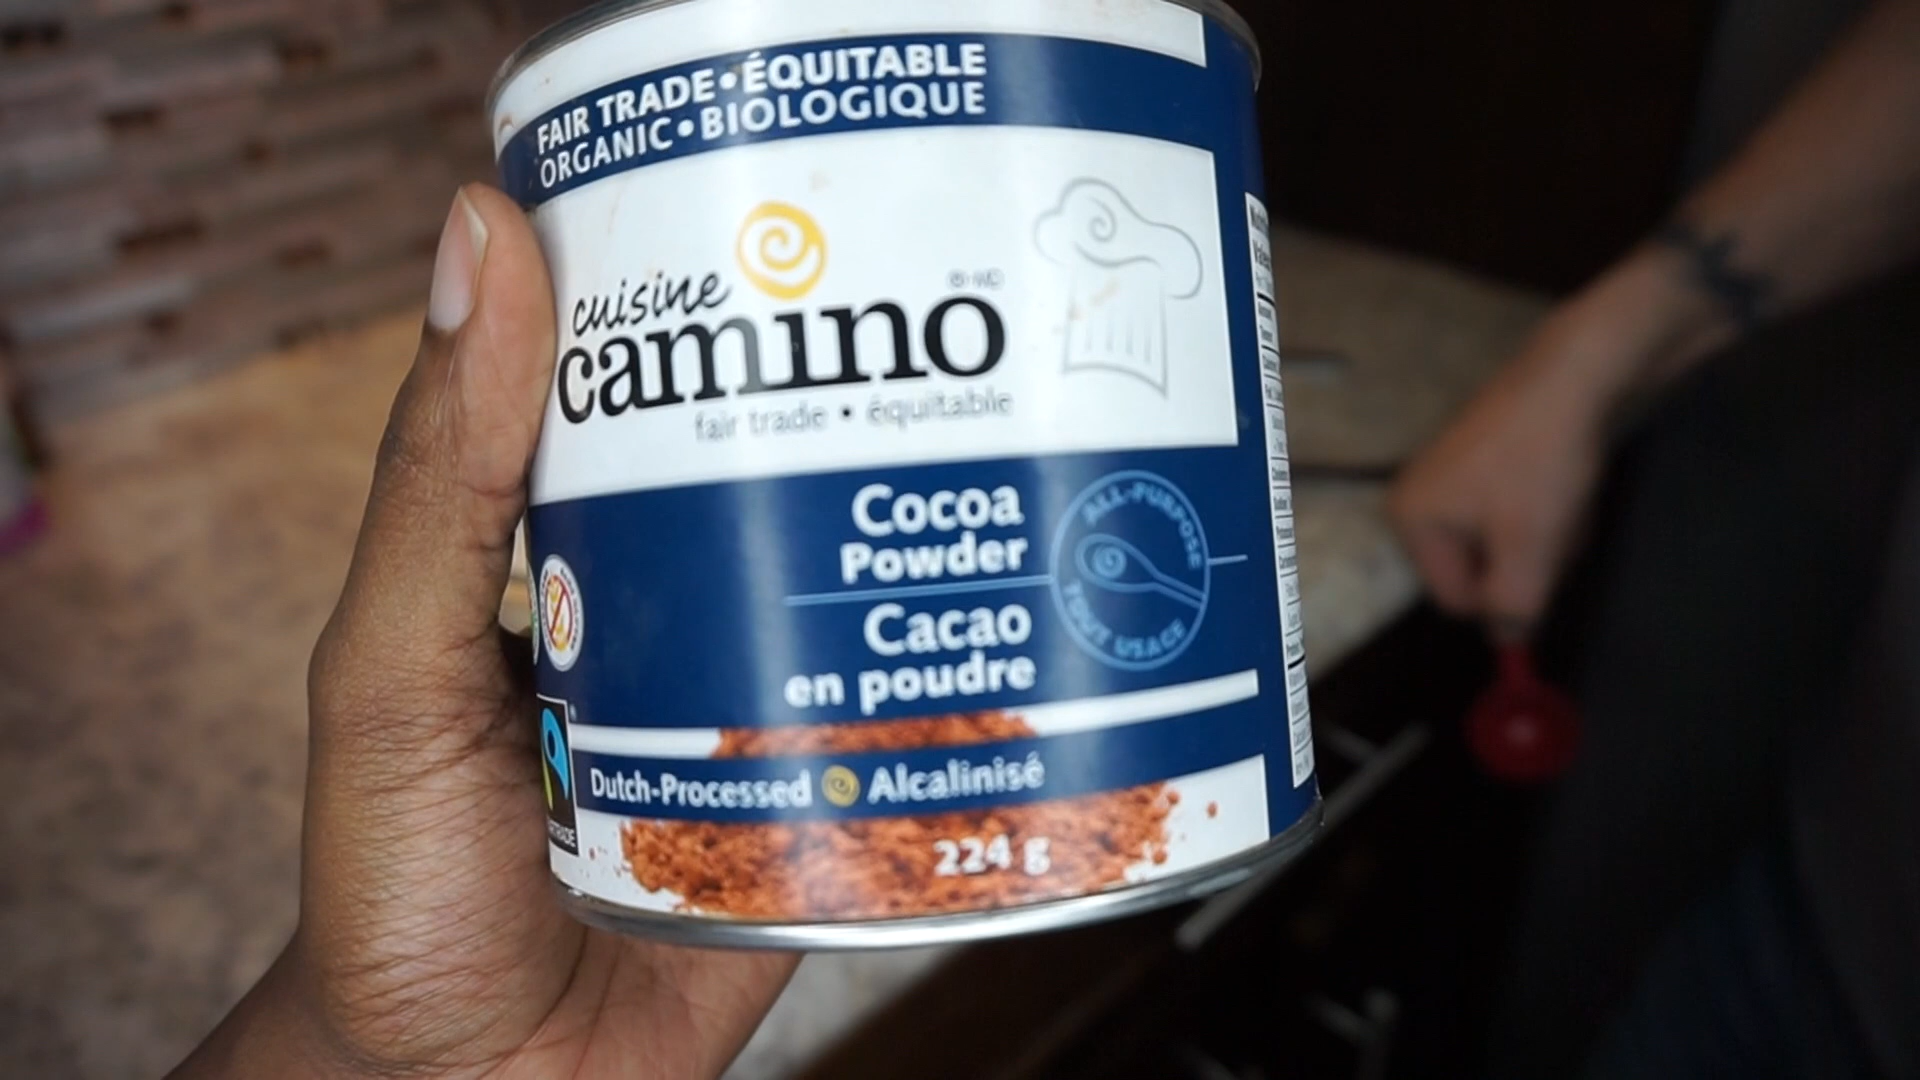 FAIR TRADE • ÉQUITABLE
ORGANIC • BIOLOGIQUE
cuisine
camino
fair trade • équitable
Cocoa
Powder
ALL-PURPOSE
TOUT USAGE
Cacao
en poudre
Dutch-Processed Alcalinisé
224 g